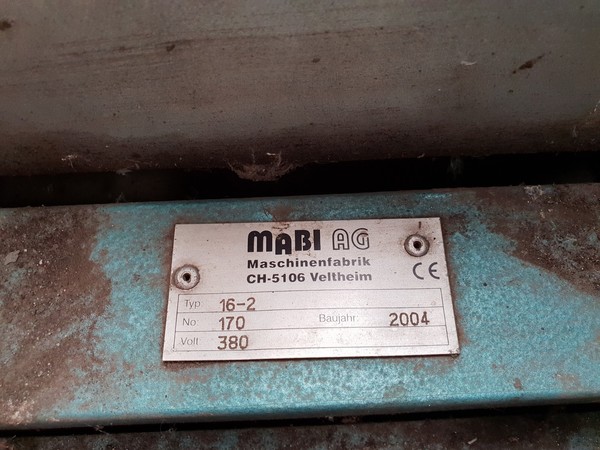 MABI AG
Maschinenfabrik
CH-5106 Veltheim
CE
Typ 16-2
No. 170 Baujahr: 2004
Volt 380